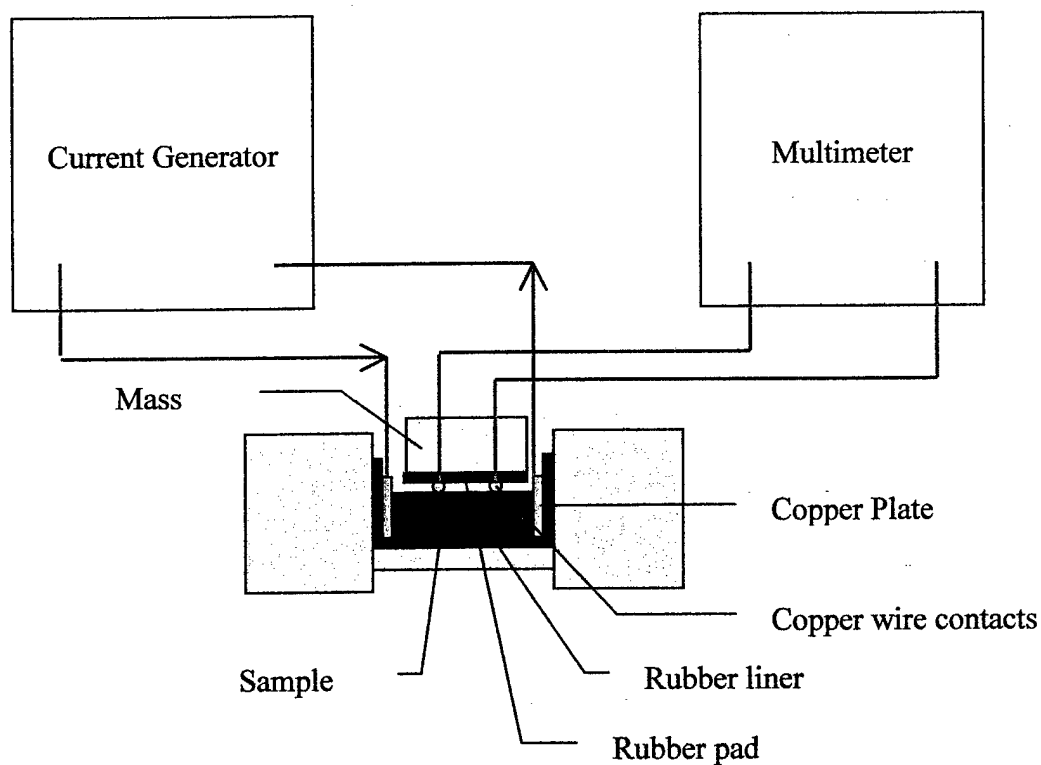 Current Generator
Multimeter
Mass
Copper Plate
Copper wire contacts
Sample
Rubber liner
Rubber pad